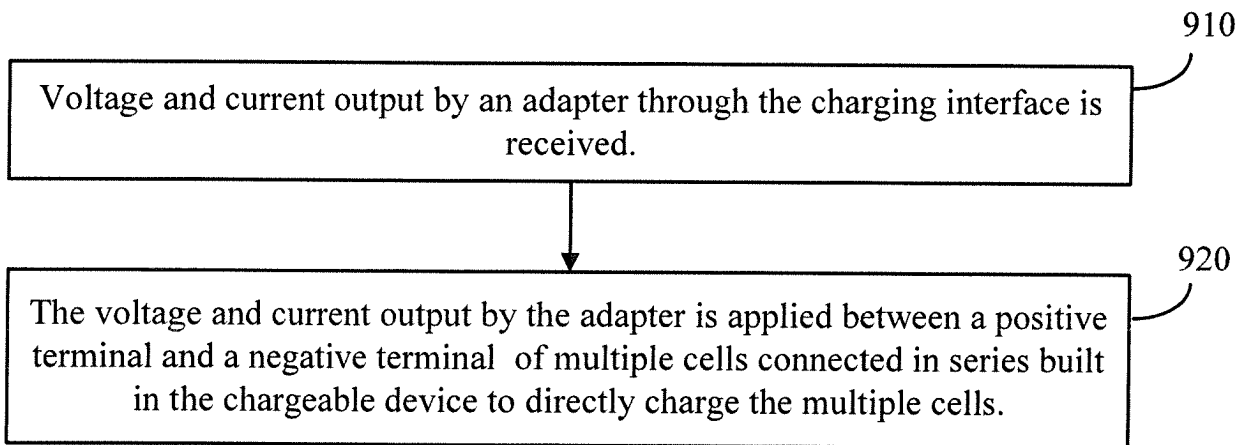 910
Voltage and current output by an adapter through the charging interface is
received.
920
The voltage and current output by the adapter is applied between a positive
terminal and a negative terminal of multiple cells connected in series built
in the chargeable device to directly charge the multiple cells.